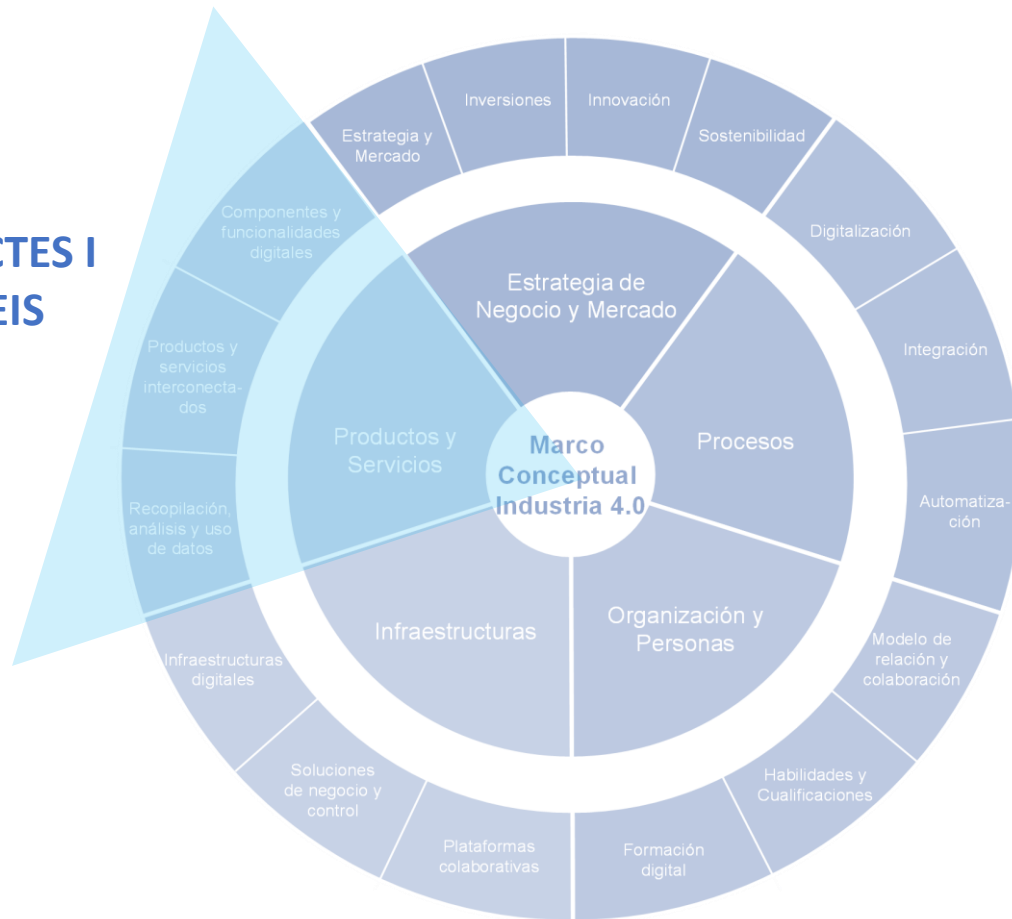 CTES I
EIS
Estrategia y
Mercado
Inversiones
Innovación
Sostenibilidad
Digitalización
Integración
Automatiza-
ción
Modelo de
relación y
colaboración
Habilidades y
Cualificaciones
Formación
digital
Plataformas
colaborativas
Soluciones
de negocio y
control
Infraestructuras
digitales
Recopilación,
análisis y uso
de datos
Productos y
servicios
interconecta-
dos
Componentes y
funcionalidades
digitales
Estrategia de
Negocio y Mercado
Procesos
Organización y
Personas
Infraestructuras
Productos y
Servicios
Marco
Conceptual
Industria 4.0